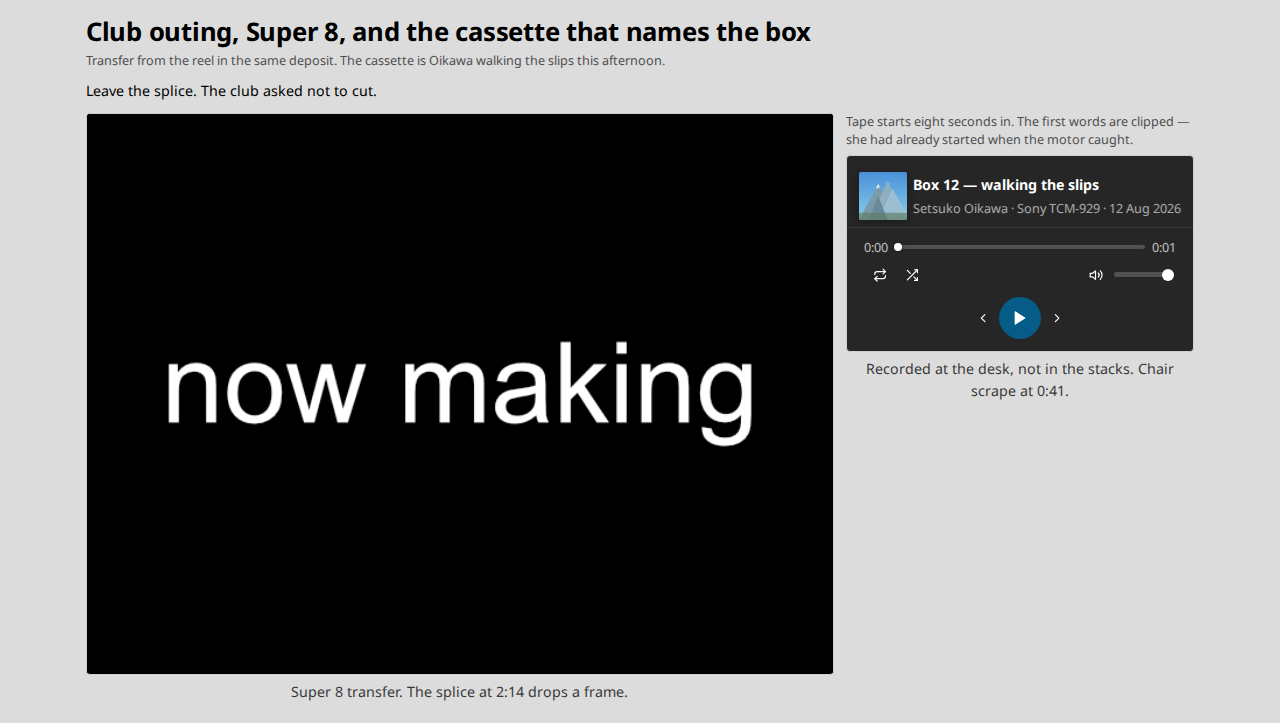 Club outing, Super 8, and the cassette that names the box
Transfer from the reel in the same deposit. The cassette is Oikawa walking the slips this afternoon.
Leave the splice. The club asked not to cut.
now making
Super 8 transfer. The splice at 2:14 drops a frame.
Tape starts eight seconds in. The first words are clipped —
she had already started when the motor caught.
Box 12 — walking the slips
Setsuko Oikawa · Sony TCM-929 · 12 Aug 2026
0:00 0:01
Recorded at the desk, not in the stacks. Chair
scrape at 0:41.